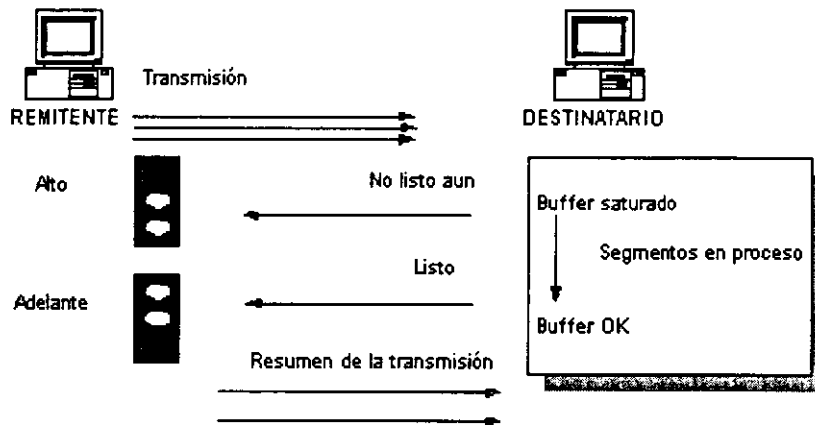 Transmisión
REMITENTE
DESTINATARIO
Alto
No listo aun
Buffer saturado
Segmentos en proceso
Listo
Adelante
Buffer OK
Resumen de la transmisión